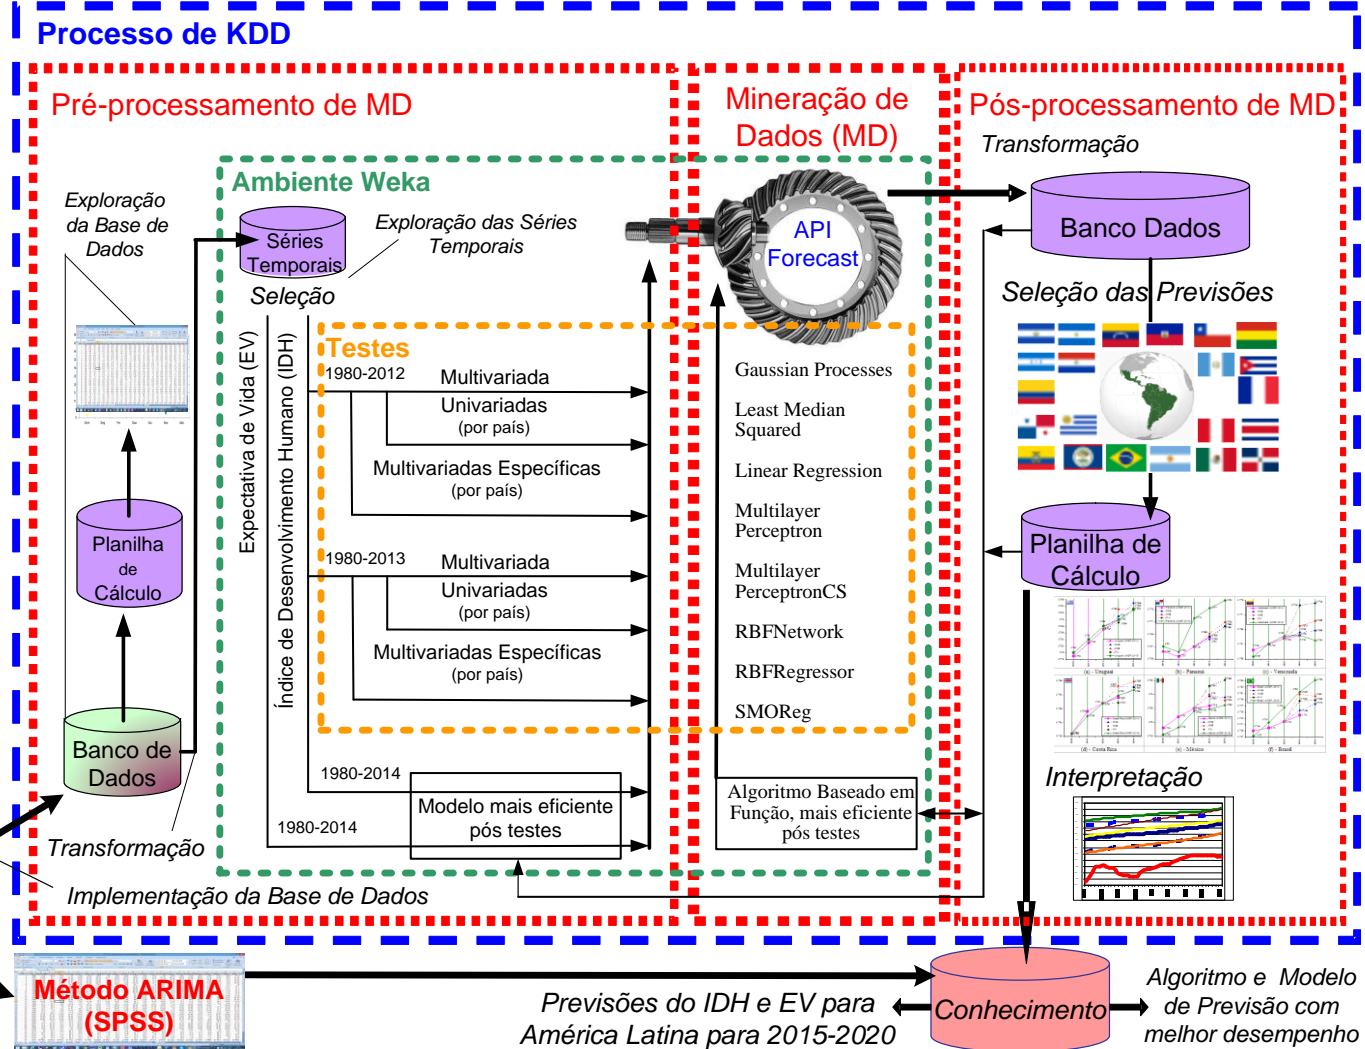 Processo de KDD
Pré-processamento de MD
Mineração de
Dados (MD)
Pós-processamento de MD
Transformação
Ambiente Weka
Exploração
da Base de
Dados
Séries
Temporais
Exploração das Séries
Temporais
API
Forecast
Banco Dados
Seleção
Seleção das Previsões
Expectativa de Vida (EV)
Índice de Desenvolvimento Humano (IDH)
Testes
1980-2012
Multivariada
Univariadas
(por país)
Multivariadas Específicas
(por país)
1980-2013
Multivariada
Univariadas
(por país)
Multivariadas Específicas
(por país)
Gaussian Processes
Least Median
Squared
Linear Regression
Multilayer
Perceptron
Multilayer
PerceptronCS
RBFNetwork
RBFRegressor
SMOReg
Planilha
de
Cálculo
Planilha de
Cálculo
(a) - Uruguai
(b) - Panamá
(c) - Venezuela
(d) - Costa Rica
(e) - México
(f) - Brasil
Banco de
Dados
1980-2014
Modelo mais eficiente
pós testes
1980-2014
Algoritmo Baseado em
Função, mais eficiente
pós testes
Interpretação
Transformação
Implementação da Base de Dados
Método ARIMA
(SPSS)
Previsões do IDH e EV para
América Latina para 2015-2020
Conhecimento
Algoritmo e Modelo
de Previsão com
melhor desempenho